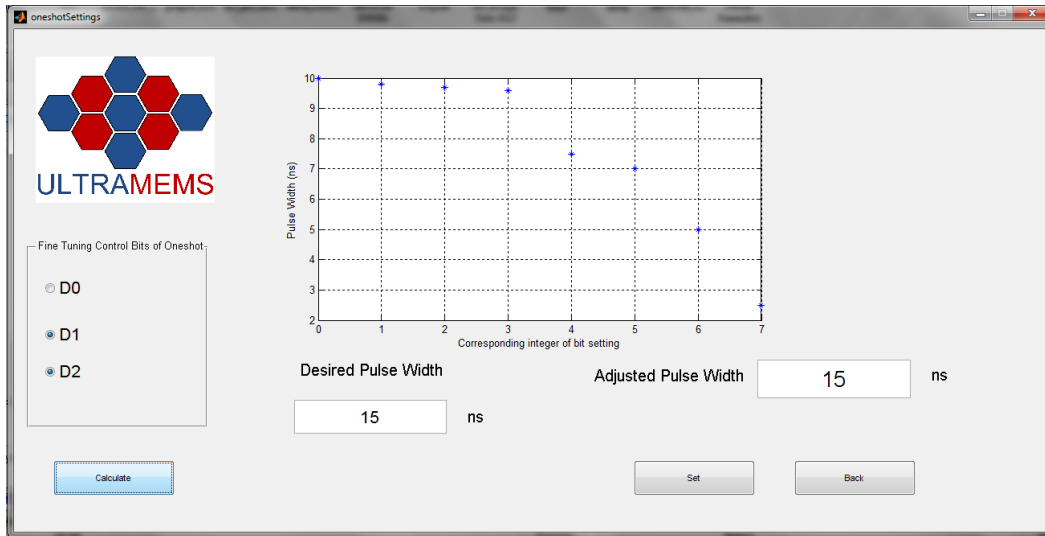 oneshotSettings
ULTRAMEMS
Fine Tuning Control Bits of Oneshot
D0
D1
D2
Calculate
Pulse Width (ns)
10
9
8
7
6
5
4
3
2
0 1 2 3 4 5 6 7
Corresponding integer of bit setting
Desired Pulse Width
15 ns
Adjusted Pulse Width 15 ns
Set Back